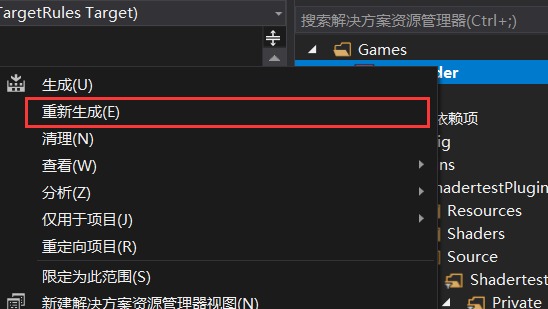 TargetRules Target)
搜索解决方案资源管理器(Ctrl+;)
Games
der
生成(U)
重新生成(E)
清理(N)
依赖项
查看(W)
ig
分析(Z)
ns
hadertestPlugin
仅用于项目(J)
Resources
重定向项目(R)
Shaders
Source
限定为此范围(S)
Shadertest
新建解决方案资源管理器视图(N)
Private